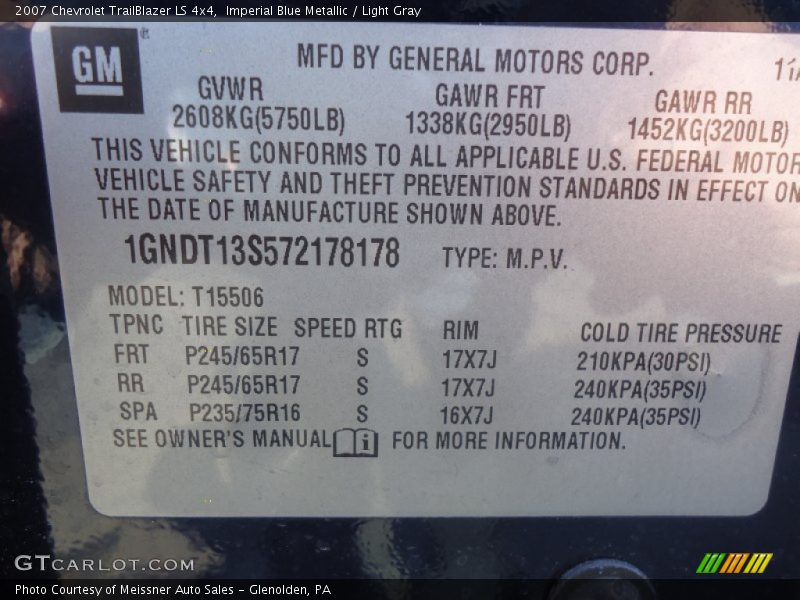 2007 Chevrolet TrailBlazer LS 4x4,  Imperial Blue Metallic / Light Gray
GM ®
MFD BY GENERAL MOTORS CORP.
GVWR GAWR FRT GAWR RR
2608KG(5750LB) 1338KG(2950LB) 1452KG(3200LB)
THIS VEHICLE CONFORMS TO ALL APPLICABLE U.S. FEDERAL MOTOR
VEHICLE SAFETY AND THEFT PREVENTION STANDARDS IN EFFECT ON
THE DATE OF MANUFACTURE SHOWN ABOVE.
1GNDT13S572178178 TYPE: M.P.V.
MODEL: T15506
TPNC TIRE SIZE SPEED RTG RIM COLD TIRE PRESSURE
FRT P245/65R17 S 17X7J 210KPA(30PSI)
RR P245/65R17 S 17X7J 240KPA(35PSI)
SPA P235/75R16 S 16X7J 240KPA(35PSI)
SEE OWNER'S MANUAL i FOR MORE INFORMATION.
GTCARLOT.COM
Photo Courtesy of Meissner Auto Sales - Glenolden, PA